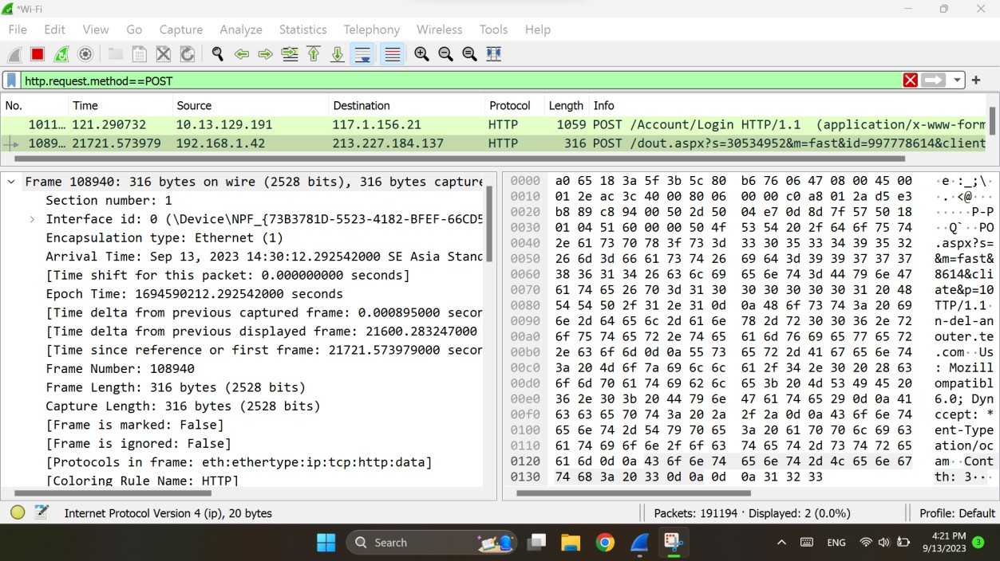 *Wi-Fi
File Edit View Go Capture Analyze Statistics Telephony Wireless Tools Help
http.request.method==POST
No. Time Source Destination Protocol Length Info
1011… 121.290732 10.13.129.191 117.1.156.21 HTTP 1059 POST /Account/Login HTTP/1.1 (application/x-www-form
1089… 21721.573979 192.168.1.42 213.227.184.137 HTTP 316 POST /dout.aspx?s=30534952&m=fast&id=997778614&client
Frame 108940: 316 bytes on wire (2528 bits), 316 bytes capture
Section number: 1
Interface id: 0 (\Device\NPF_{73B3781D-5523-4182-BFEF-66CD5
Encapsulation type: Ethernet (1)
Arrival Time: Sep 13, 2023 14:30:12.292542000 SE Asia Stand
[Time shift for this packet: 0.000000000 seconds]
Epoch Time: 1694590212.292542000 seconds
[Time delta from previous captured frame: 0.000895000 secor
[Time delta from previous displayed frame: 21600.283247000
[Time since reference or first frame: 21721.573979000 secor
Frame Number: 108940
Frame Length: 316 bytes (2528 bits)
Capture Length: 316 bytes (2528 bits)
[Frame is marked: False]
[Frame is ignored: False]
[Protocols in frame: eth:ethertype:ip:tcp:http:data]
[Coloring Rule Name: HTTP]
0000 a0 65 18 3a 5f 3b 5c 80 b6 76 06 47 08 00 45 00 ·e·:_;\·
0010 01 2e ac 3c 40 00 80 06 00 00 c0 a8 01 2a d5 e3 ·.·<@···
0020 b8 89 c8 94 00 50 2d 50 04 e7 0d 8d 7f 57 50 18 ·····P-P
0030 01 04 51 60 00 00 50 4f 53 54 20 2f 64 6f 75 74 ··Q`··PO
0040 2e 61 73 70 78 3f 73 3d 33 30 35 33 34 39 35 32 .aspx?s=
0050 26 6d 3d 66 61 73 74 26 69 64 3d 39 39 37 37 37 &m=fast&
0060 38 36 31 34 26 63 6c 69 65 6e 74 3d 44 79 6e 47 8614&cli
0070 61 74 65 26 70 3d 31 30 30 30 30 30 30 31 20 48 ate&p=10
0080 54 54 50 2f 31 2e 31 0d 0a 48 6f 73 74 3a 20 69 TTP/1.1·
0090 6e 2d 64 65 6c 2d 61 6e 78 2d 72 30 30 36 2e 72 n-del-an
00a0 6f 75 74 65 72 2e 74 65 61 6d 76 69 65 77 65 72 outer.te
00b0 2e 63 6f 6d 0d 0a 55 73 65 72 2d 41 67 65 6e 74 .com··Us
00c0 3a 20 4d 6f 7a 69 6c 6c 61 2f 34 2e 30 20 28 63 : Mozill
00d0 6f 6d 70 61 74 69 62 6c 65 3b 20 4d 53 49 45 20 ompatibl
00e0 36 2e 30 3b 20 44 79 6e 47 61 74 65 29 0d 0a 41 6.0; Dyn
00f0 63 63 65 70 74 3a 20 2a 2f 2a 0d 0a 43 6f 6e 74 ccept: *
0100 65 6e 74 2d 54 79 70 65 3a 20 61 70 70 6c 69 63 ent-Type
0110 61 74 69 6f 6e 2f 6f 63 74 65 74 2d 73 74 72 65 ation/oc
0120 61 6d 0d 0a 43 6f 6e 74 65 6e 74 2d 4c 65 6e 67 am··Cont
0130 74 68 3a 20 33 0d 0a 0d 0a 31 32 33 th: 3···
Internet Protocol Version 4 (ip), 20 bytes Packets: 191194 · Displayed: 2 (0.0%) Profile: Default
Search ENG 4:21 PM 3
9/13/2023